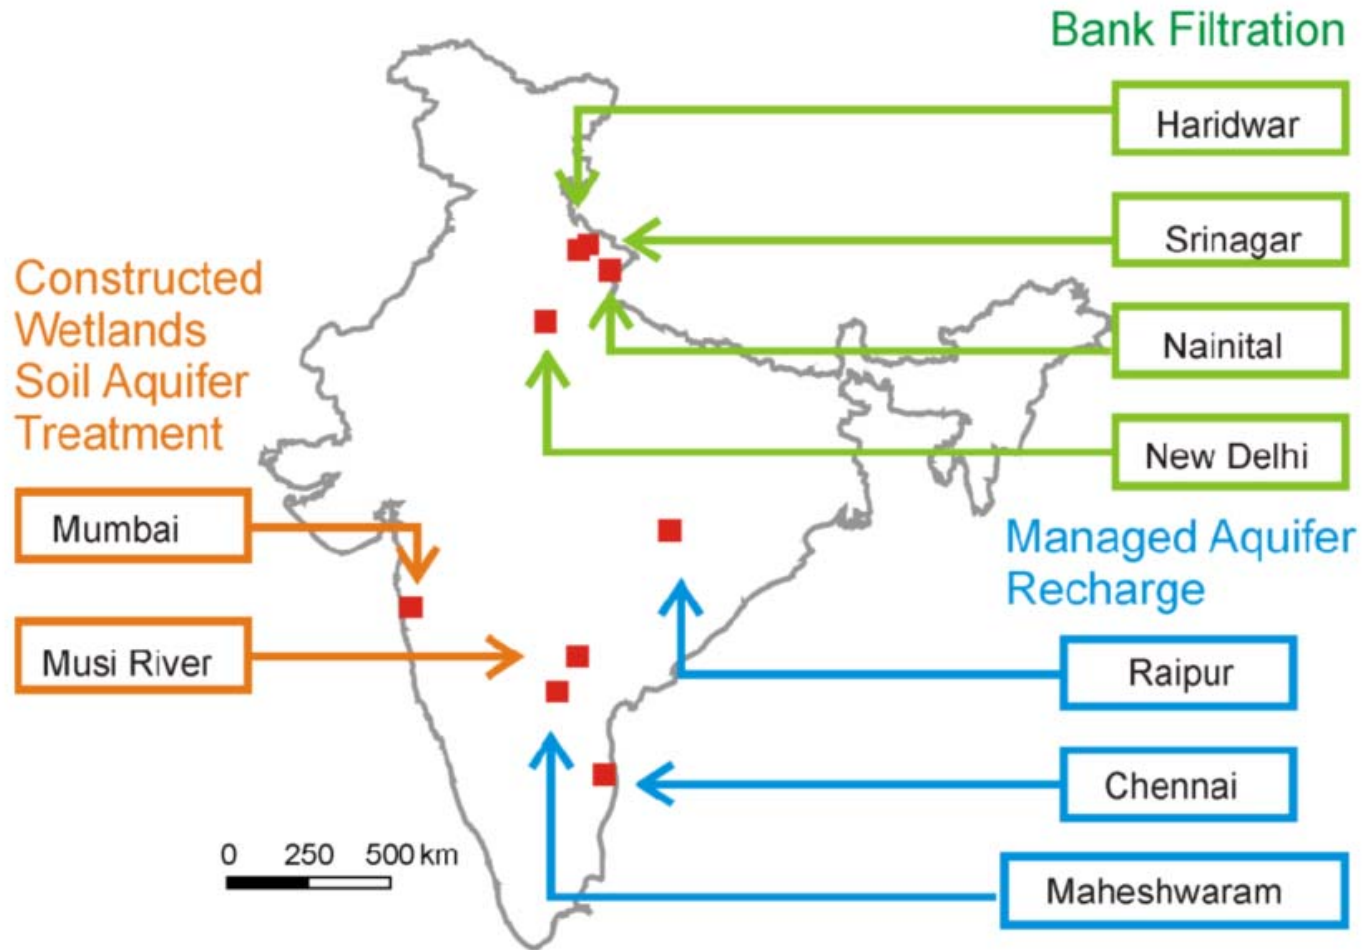 Bank Filtration
Haridwar
Srinagar
Nainital
New Delhi
Constructed
Wetlands
Soil Aquifer
Treatment
Mumbai
Musi River
Managed Aquifer
Recharge
Raipur
Chennai
Maheshwaram
0 250 500 km